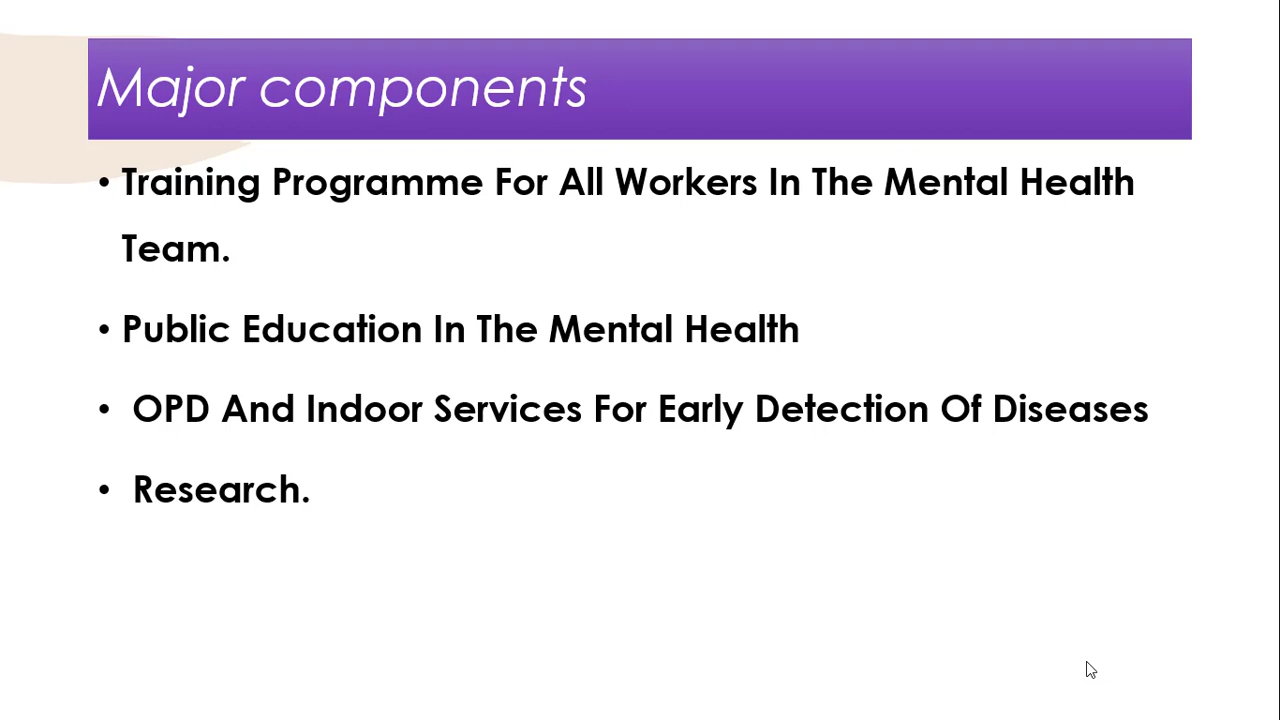 Major components
• Training Programme For All Workers In The Mental Health
Team.
• Public Education In The Mental Health
• OPD And Indoor Services For Early Detection Of Diseases
• Research.